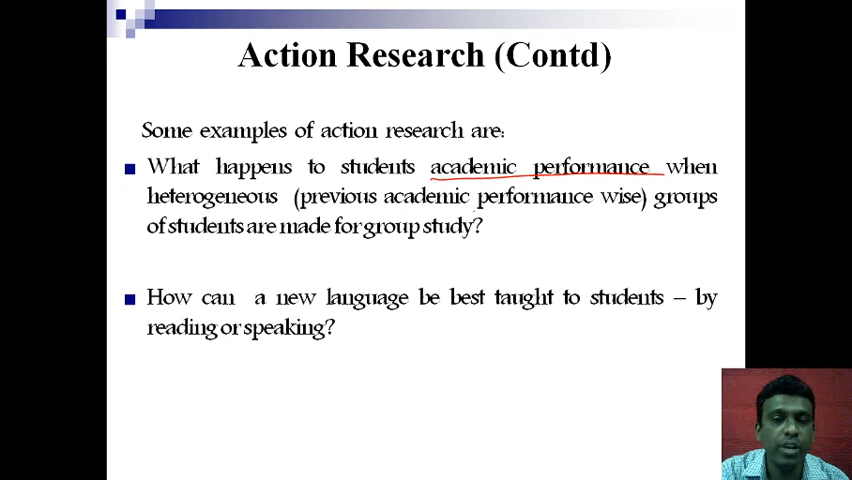 Action Research (Contd)
Some examples of action research are:
What happens to students academic performance when
heterogeneous (previous academic performance wise) groups
of students are made for group study?
How can a new language be best taught to students – by
reading or speaking?